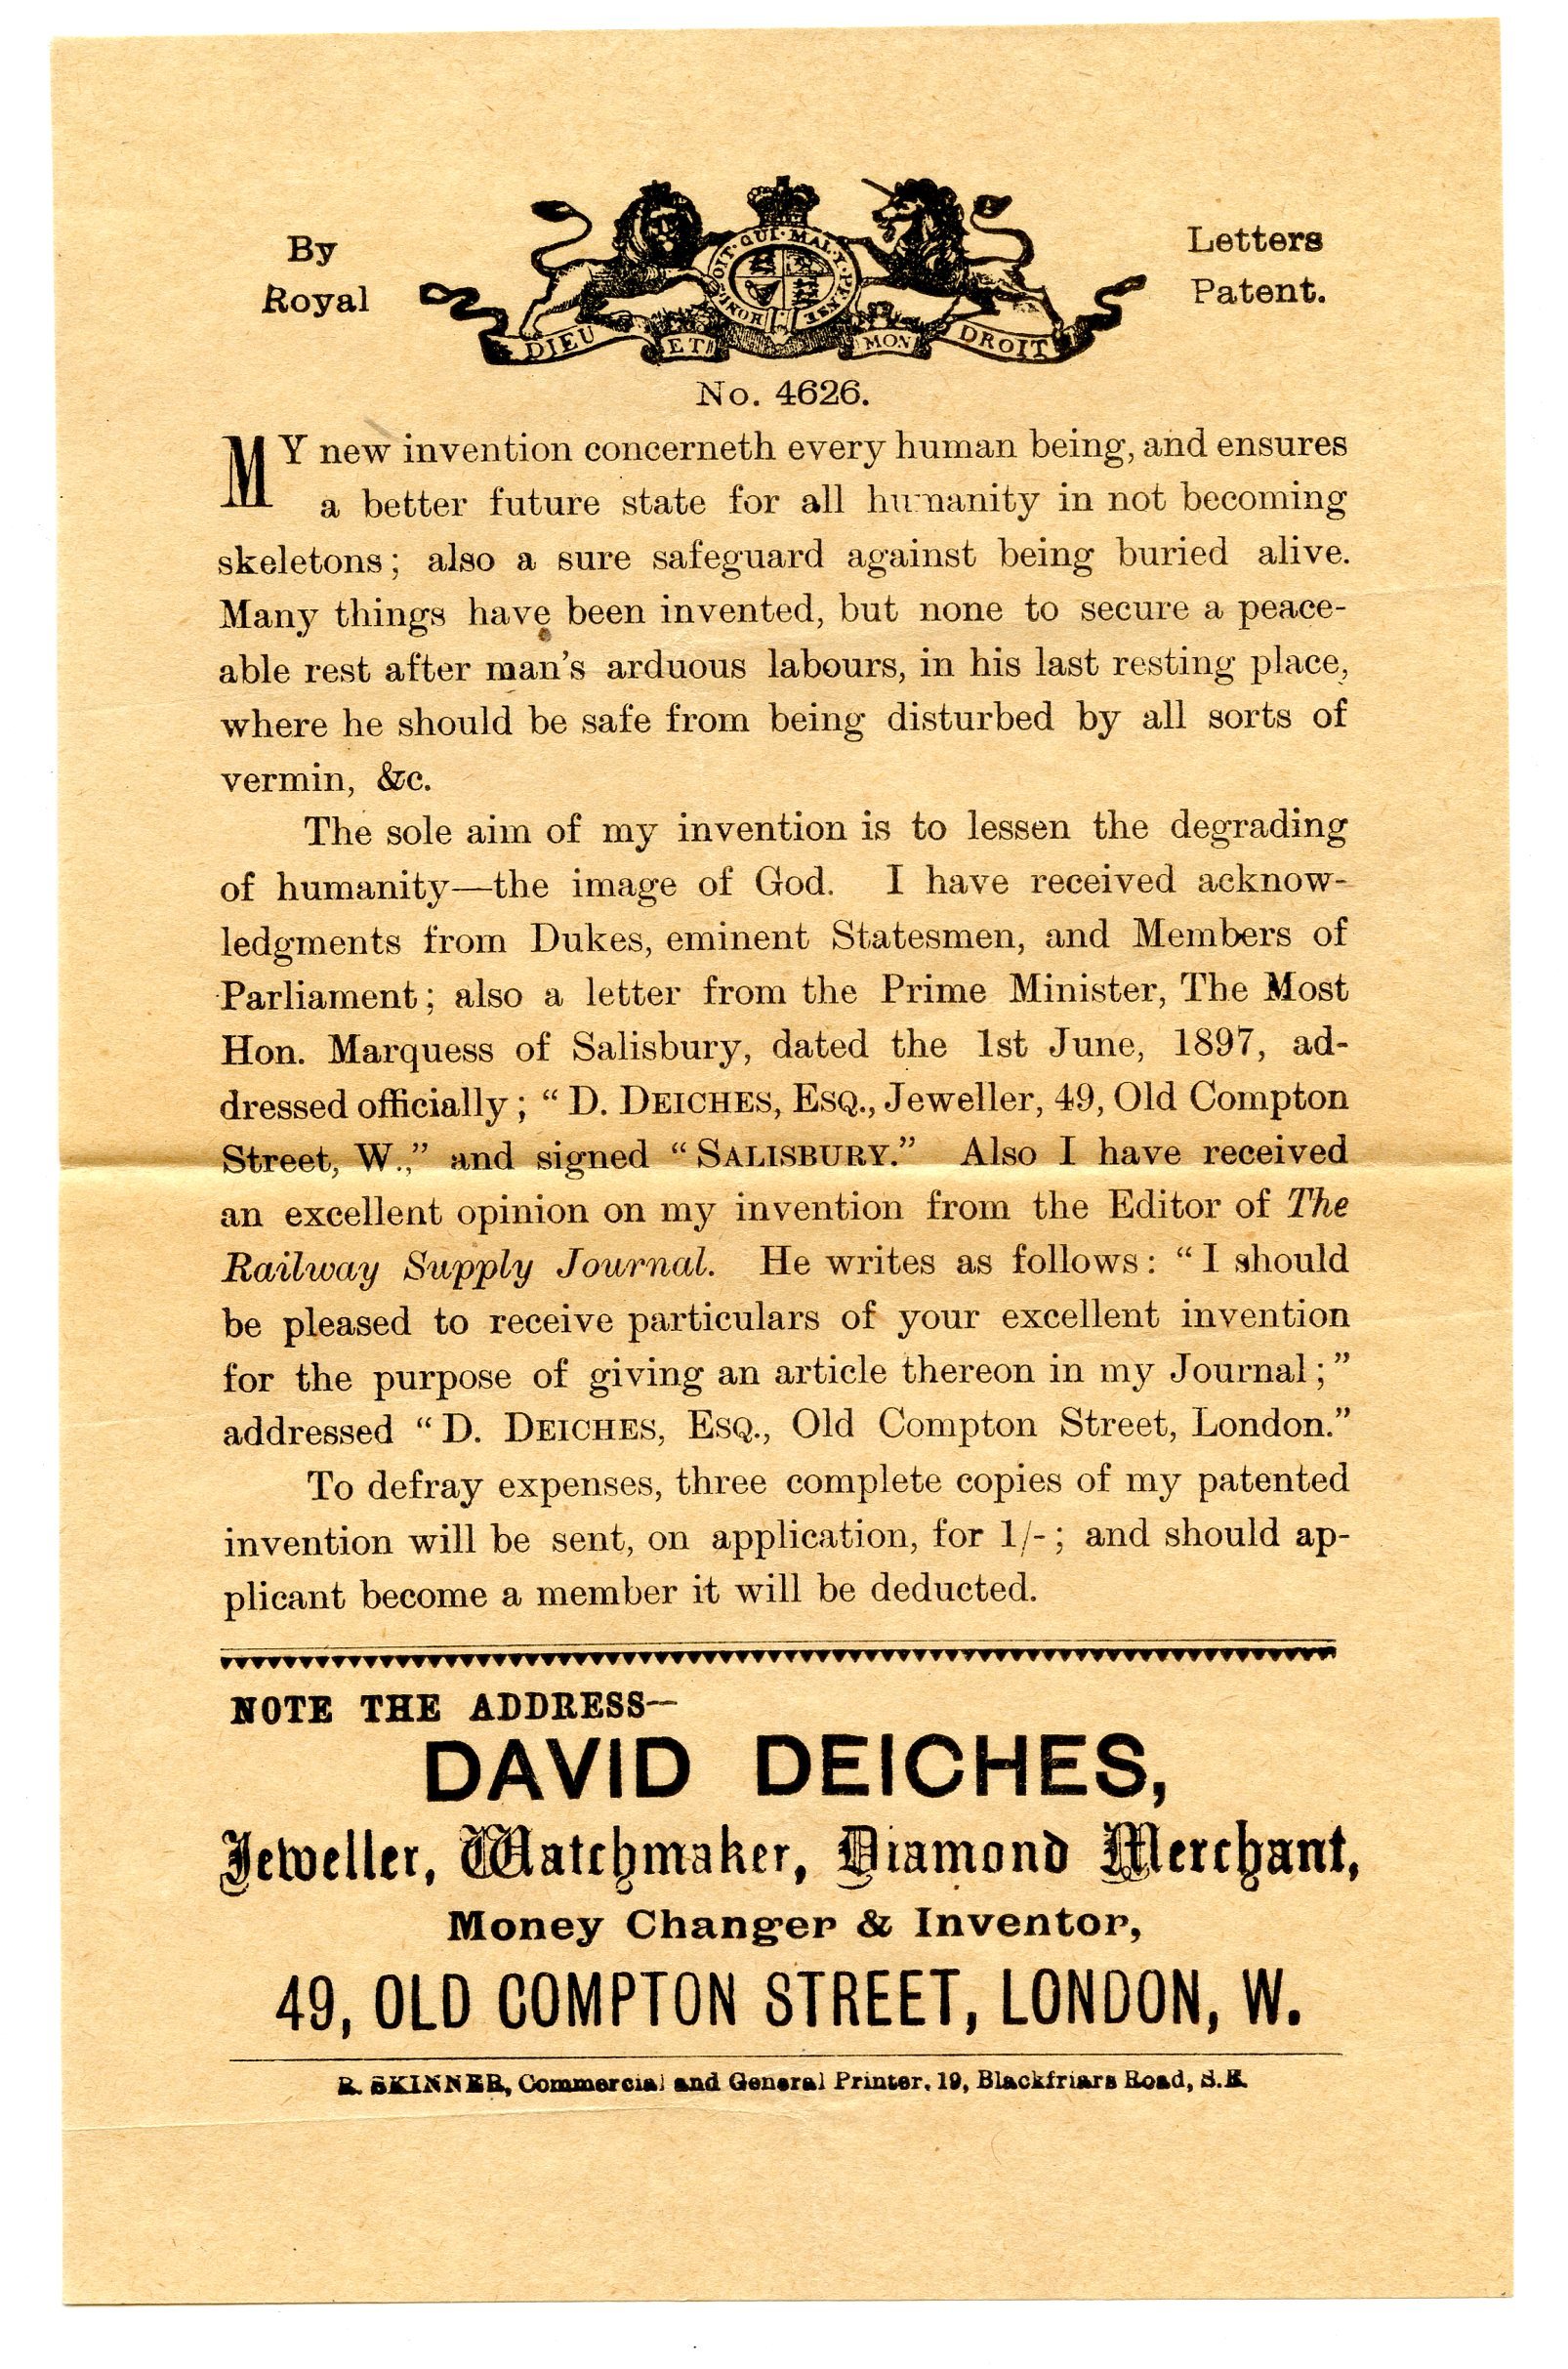 By
Royal
Letters
Patent.
HONI·SOIT·QUI·MAL·Y·PENSE
DIEU ET MON DROIT
No. 4626.
MY new invention concerneth every human being, and ensures
a better future state for all humanity in not becoming
skeletons; also a sure safeguard against being buried alive.
Many things have been invented, but none to secure a peace-
able rest after man's arduous labours, in his last resting place,
where he should be safe from being disturbed by all sorts of
vermin, &c.
The sole aim of my invention is to lessen the degrading
of humanity—the image of God. I have received acknow-
ledgments from Dukes, eminent Statesmen, and Members of
Parliament; also a letter from the Prime Minister, The Most
Hon. Marquess of Salisbury, dated the 1st June, 1897, ad-
dressed officially; “ D. DEICHES, ESQ., Jeweller, 49, Old Compton
Street, W.,” and signed “ SALISBURY.” Also I have received
an excellent opinion on my invention from the Editor of The
Railway Supply Journal. He writes as follows: “ I should
be pleased to receive particulars of your excellent invention
for the purpose of giving an article thereon in my Journal;”
addressed “ D. DEICHES, ESQ., Old Compton Street, London.”
To defray expenses, three complete copies of my patented
invention will be sent, on application, for 1/-; and should ap-
plicant become a member it will be deducted.
NOTE THE ADDRESS—
DAVID DEICHES,
Jeweller, Watchmaker, Diamond Merchant,
Money Changer & Inventor,
49, OLD COMPTON STREET, LONDON, W.
R. SKINNER, Commercial and General Printer, 19, Blackfriars Road, S.E.